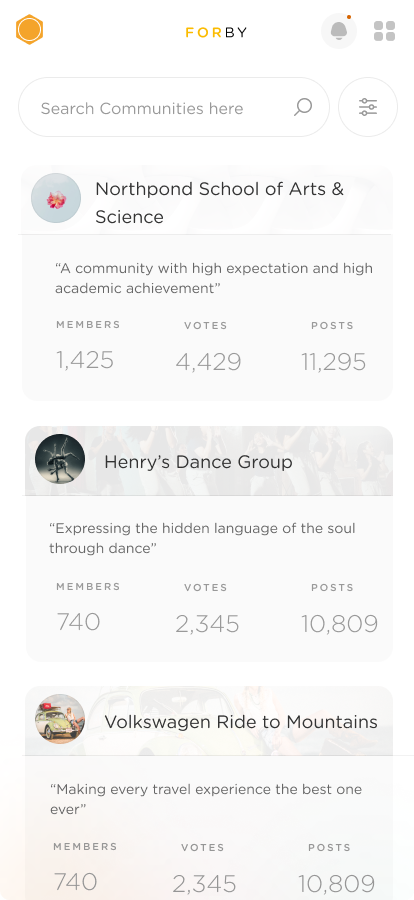 FORBY
Search Communities here
Northpond School of Arts &
Science
“A community with high expectation and high
academic achievement”
MEMBERS VOTES POSTS
1,425 4,429 11,295
Henry’s Dance Group
“Expressing the hidden language of the soul
through dance”
MEMBERS VOTES POSTS
740 2,345 10,809
Volkswagen Ride to Mountains
“Making every travel experience the best one
ever”
MEMBERS VOTES POSTS
740 2,345 10,809